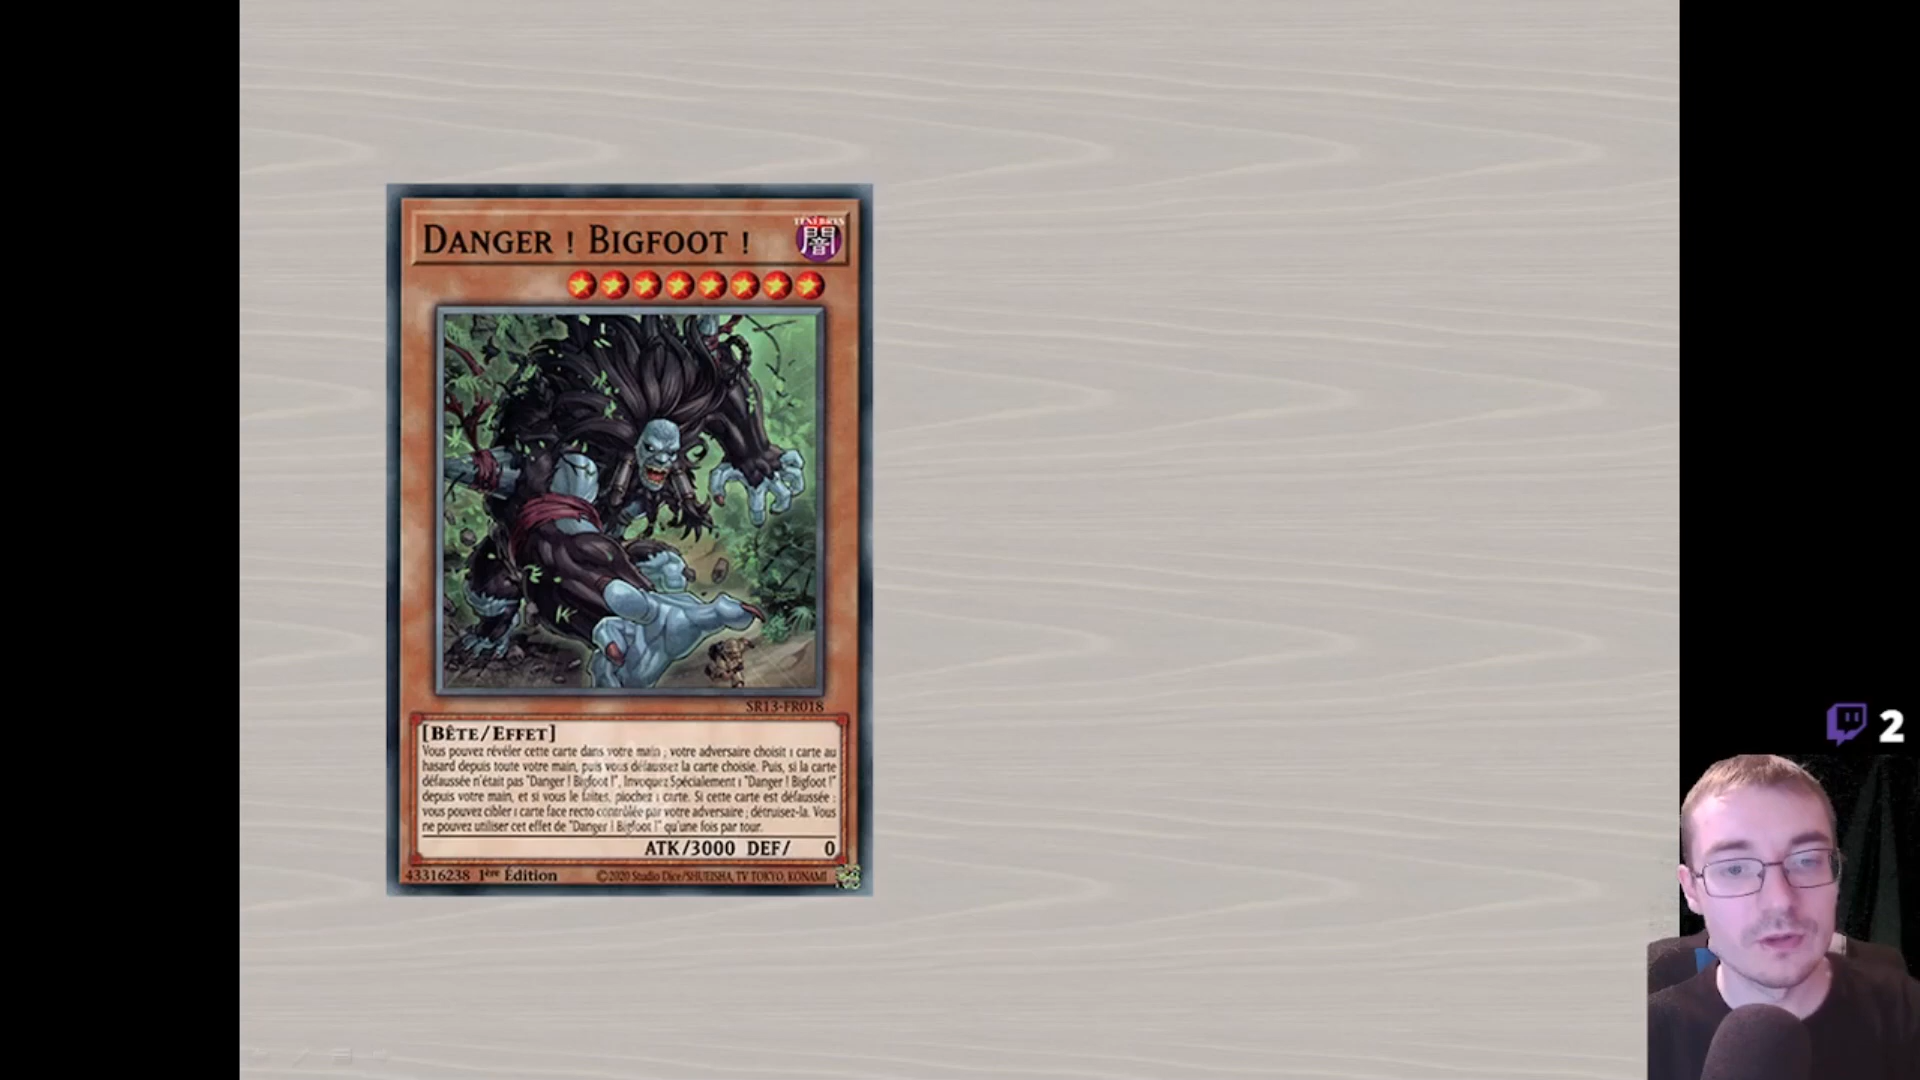 DANGER ! BIGFOOT !
TÉNÈBRES
闇
SR13-FR018
[BÊTE/EFFET]
Vous pouvez révéler cette carte dans votre main ; votre adversaire choisit 1 carte au
hasard depuis toute votre main, puis vous défaussez la carte choisie. Puis, si la carte
défaussée n'était pas "Danger ! Bigfoot !", Invoquez Spécialement 1 "Danger ! Bigfoot !"
depuis votre main, et si vous le faites, piochez 1 carte. Si cette carte est défaussée :
vous pouvez cibler 1 carte face recto contrôlée par votre adversaire ; détruisez-la. Vous
ne pouvez utiliser cet effet de "Danger ! Bigfoot !" qu'une fois par tour.
ATK/3000 DEF/ 0
43316238 1ère Édition ©2020 Studio Dice/SHUEISHA, TV TOKYO, KONAMI
2